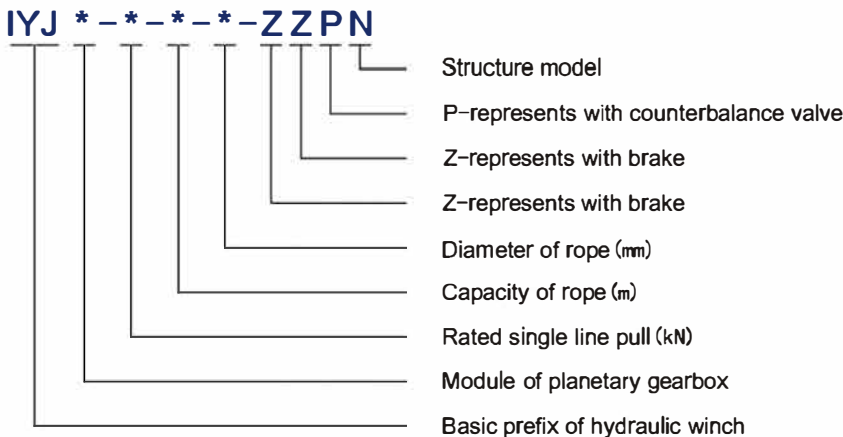 IYJ * - * - * - * - Z Z P N
Structure model
P-represents with counterbalance valve
Z-represents with brake
Z-represents with brake
Diameter of rope (mm)
Capacity of rope (m)
Rated single line pull (kN)
Module of planetary gearbox
Basic prefix of hydraulic winch